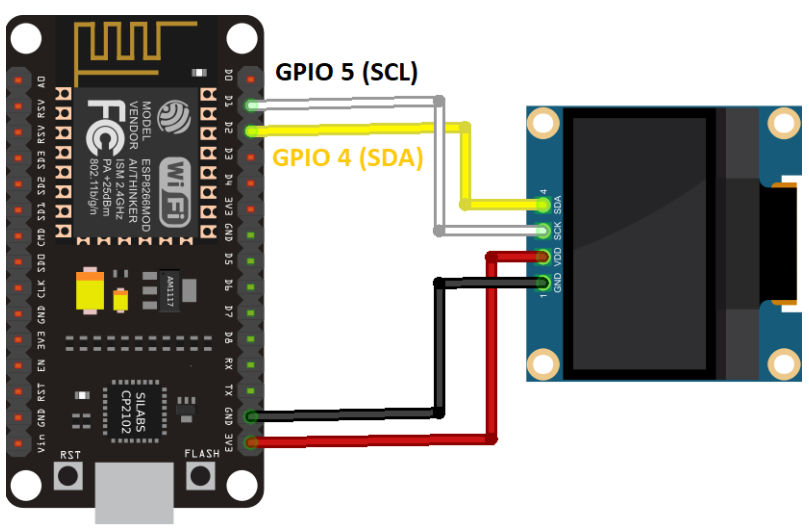 GPIO 5 (SCL)
GPIO 4 (SDA)
A0
RSV
RSV
SD3
SD2
SD1
CMD
SD0
CLK
GND
3V3
EN
RST
GND
Vin
D0
D1
D2
D3
D4
3V3
GND
D5
D6
D7
D8
RX
TX
GND
3V3
MODEL
VENDOR
ESP8266MOD
AI/THINKER
ISM 2.4GHz
PA +25dBm
802.11b/g/n
FC
Wi Fi
AM1117
SILABS
CP2102
RST
FLASH
4
SDA
SCK
VDD
GND
1